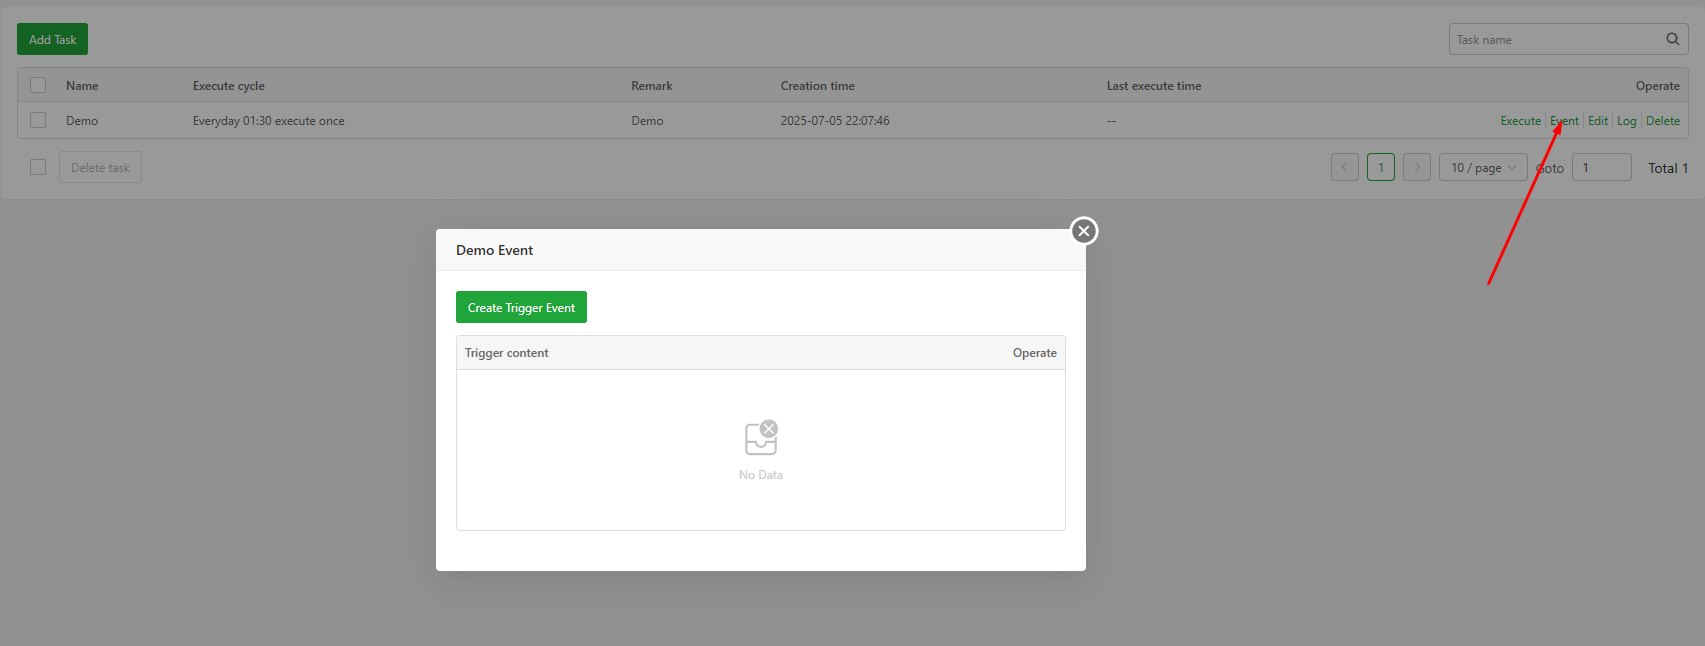 Add Task
Task name
Name Execute cycle Remark Creation time Last execute time Operate
Demo Everyday 01:30 execute once Demo 2025-07-05 22:07:46 -- Execute Event Edit Log Delete
Delete task 1 10 / page Goto 1 Total 1
Demo Event
Create Trigger Event
Trigger content Operate
No Data